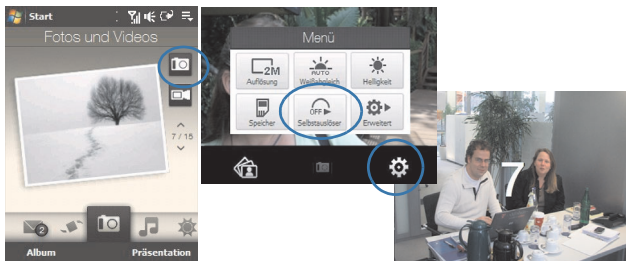 Start
Fotos und Videos
7 / 15
2
Album Präsentation
Menü
2M
AUTO
Auflösung Weißabgleich Helligkeit
OFF
Speicher Selbstauslöser Erweitert
7